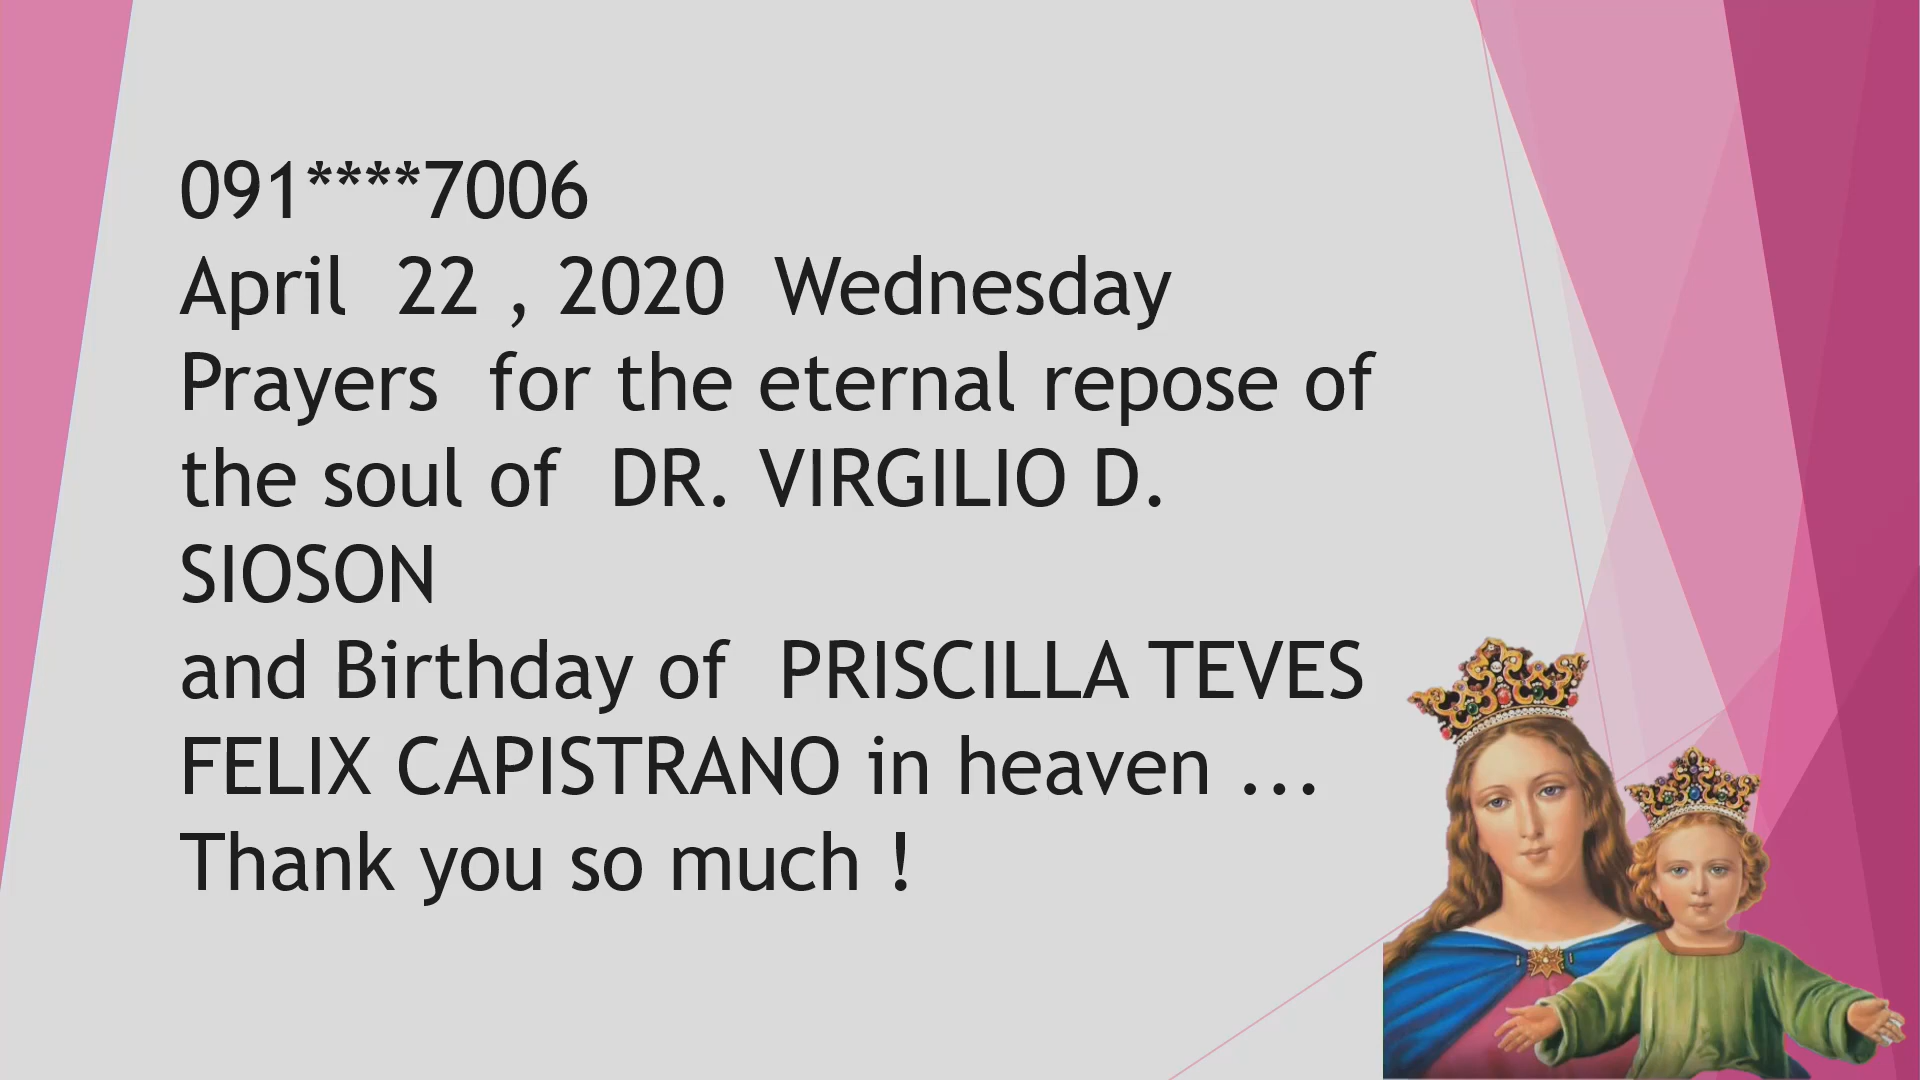 091****7006
April  22 , 2020  Wednesday
Prayers  for the eternal repose of
the soul of  DR. VIRGILIO D.
SIOSON
and Birthday of  PRISCILLA TEVES
FELIX CAPISTRANO in heaven ...
Thank you so much !